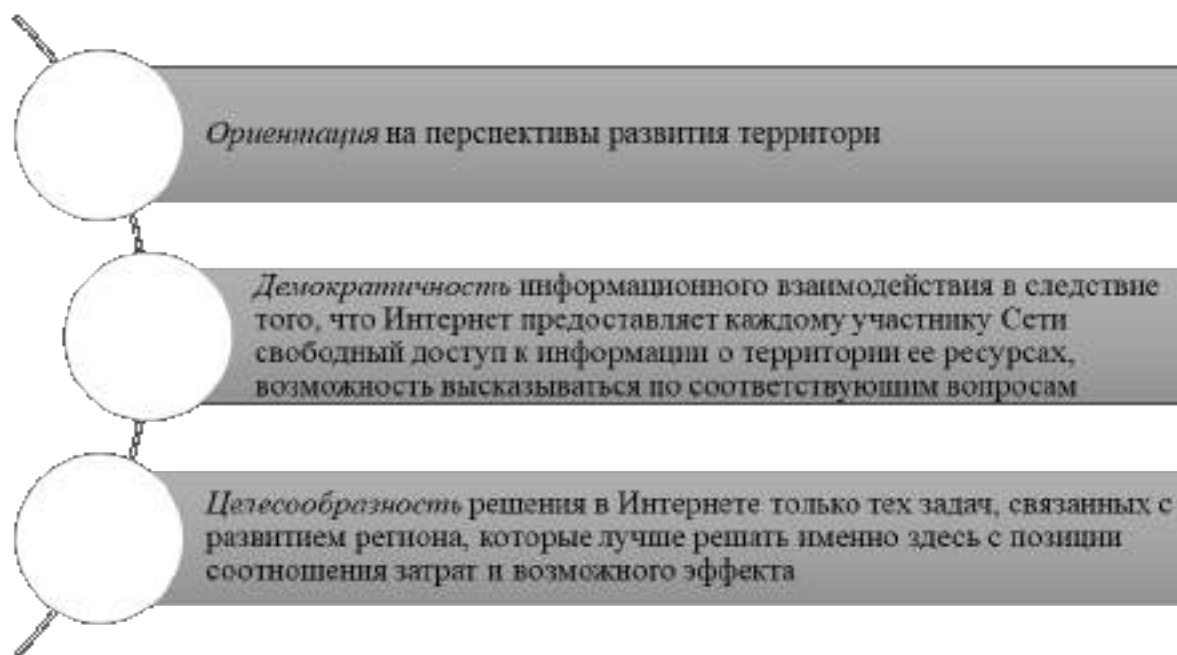 Ориентация на перспективы развития територри
Демократичность информационного взаимодействия в следствие
того, что Интернет предоставляет каждому участнику Сети
свободный доступ к информации о территории ее ресурсах,
возможность высказываться по соответствующим вопросам
Целесообразность решения в Интернете только тех задач, связанных с
развитием региона, которые лучше решать именно здесь с позиции
соотношения затрат и возможного эффекта